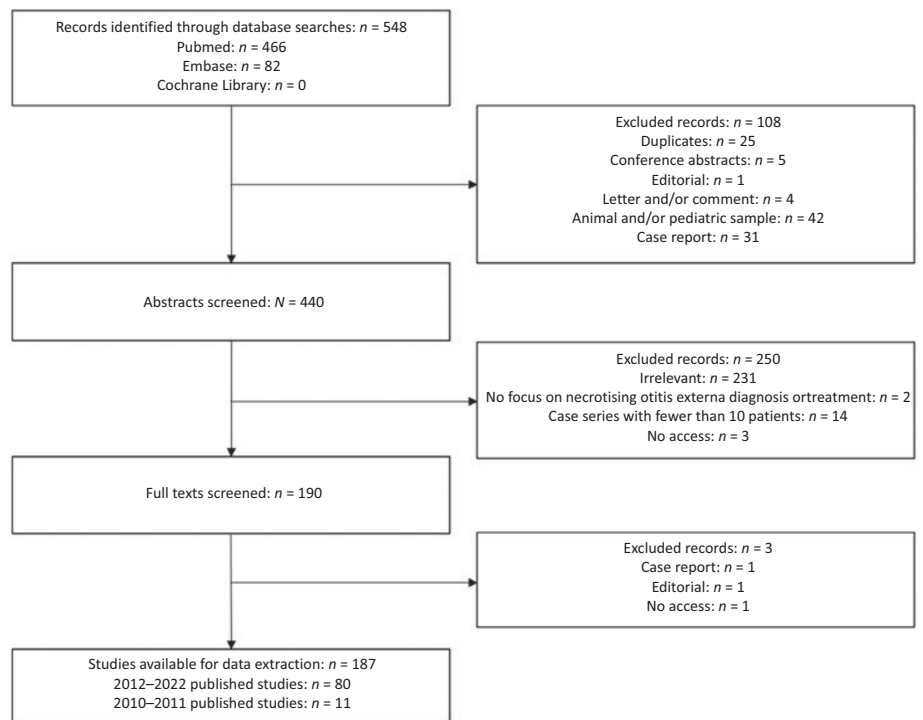 Records identified through database searches: n = 548
Pubmed: n = 466
Embase: n = 82
Cochrane Library: n = 0
Excluded records: n = 108
Duplicates: n = 25
Conference abstracts: n = 5
Editorial: n = 1
Letter and/or comment: n = 4
Animal and/or pediatric sample: n = 42
Case report: n = 31
Abstracts screened: N = 440
Excluded records: n = 250
Irrelevant: n = 231
No focus on necrotising otitis externa diagnosis ortreatment: n = 2
Case series with fewer than 10 patients: n = 14
No access: n = 3
Full texts screened: n = 190
Excluded records: n = 3
Case report: n = 1
Editorial: n = 1
No access: n = 1
Studies available for data extraction: n = 187
2012–2022 published studies: n = 80
2010–2011 published studies: n = 11